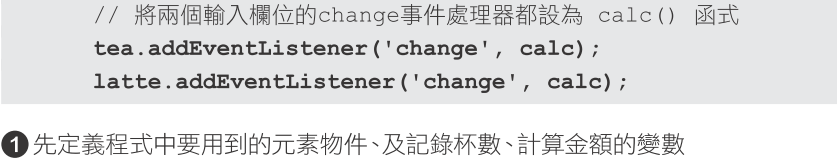 // 將兩個輸入欄位的change事件處理器都設為 calc() 函式
tea.addEventListener('change', calc);
latte.addEventListener('change', calc);
❶ 先定義程式中要用到的元素物件、及記錄杯數、計算金額的變數